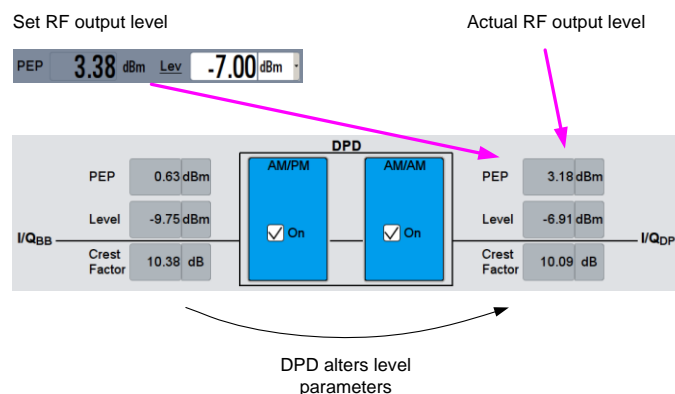 Set RF output level
Actual RF output level
PEP 3.38 dBm Lev -7.00 dBm
DPD
AM/PM
AM/AM
PEP 0.63 dBm
PEP 3.18 dBm
Level -9.75 dBm
On
On
Level -6.91 dBm
I/QBB
I/QDP
Crest
Factor 10.38 dB
Crest
Factor 10.09 dB
DPD alters level
parameters